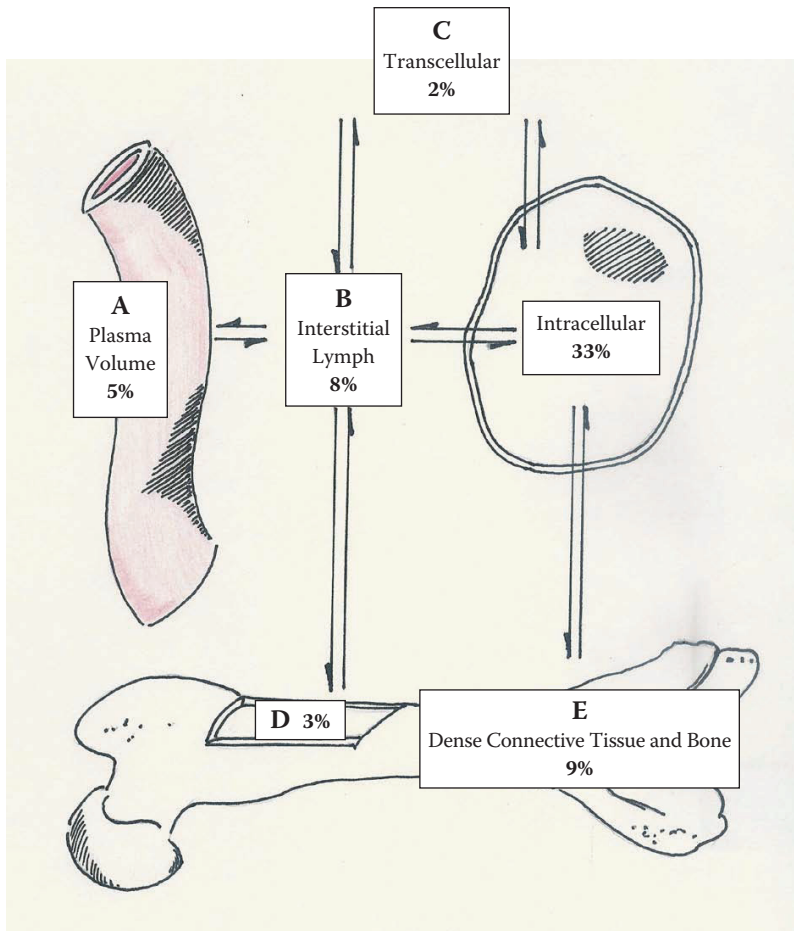 C
Transcellular
2%
A
Plasma
Volume
5%
B
Interstitial
Lymph
8%
Intracellular
33%
D 3%
E
Dense Connective Tissue and Bone
9%